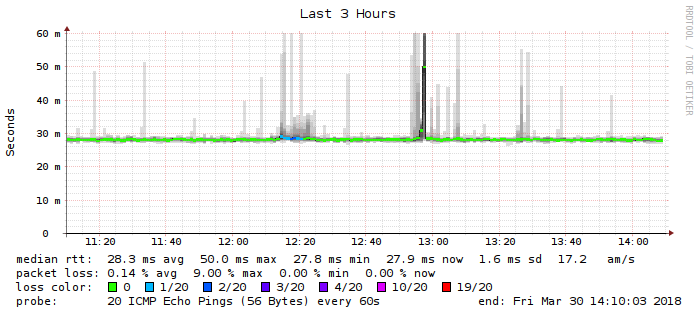 Last 3 Hours
RRDTOOL / TOBI OETIKER
Seconds
60 m
50 m
40 m
30 m
20 m
10 m
0
11:20 11:40 12:00 12:20 12:40 13:00 13:20 13:40 14:00
median rtt: 28.3 ms avg 50.0 ms max 27.8 ms min 27.9 ms now 1.6 ms sd 17.2 am/s
packet loss: 0.14 % avg 9.00 % max 0.00 % min 0.00 % now
loss color: 0 1/20 2/20 3/20 4/20 10/20 19/20
probe: 20 ICMP Echo Pings (56 Bytes) every 60s end: Fri Mar 30 14:10:03 2018